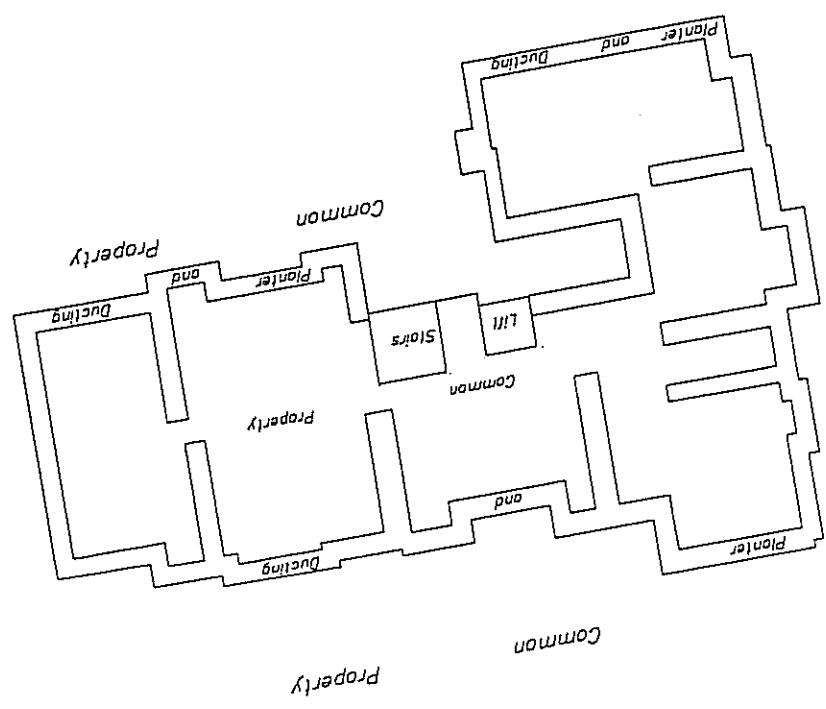 Common Property
Planter and Ducting
Common Property
Lift
Stairs
Planter and Ducting
Common Property
Planter and Ducting